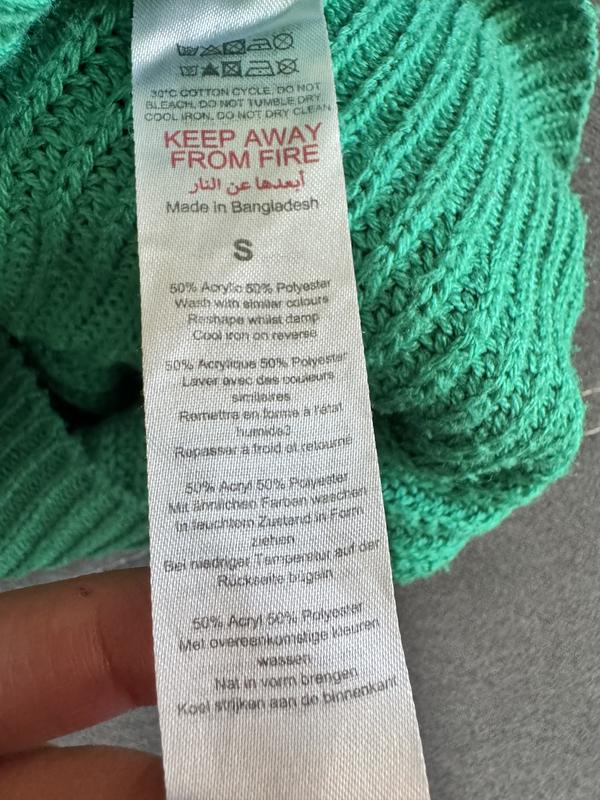 30°C COTTON CYCLE, DO NOT
BLEACH, DO NOT TUMBLE DRY
COOL IRON, DO NOT DRY CLEAN
KEEP AWAY
FROM FIRE
أبعدها عن النار
Made in Bangladesh
S
50% Acrylic 50% Polyester
Wash with similar colours
Reshape whilst damp
Cool iron on reverse
50% Acrylique 50% Polyester
Laver avec des couleurs
similaires
Remettre en forme à l'état
humide3
Repasser à froid et retourné
50% Acryl 50% Polyester
Mit ähnlichen Farben waschen
In feuchtem Zustand in Form
ziehen
Bei niedriger Temperatur auf der
Rückseite bügeln
50% Acryl 50% Polyester
Met overeenkomstige kleuren
wassen
Nat in vorm brengen
Koel strijken aan de binnenkant